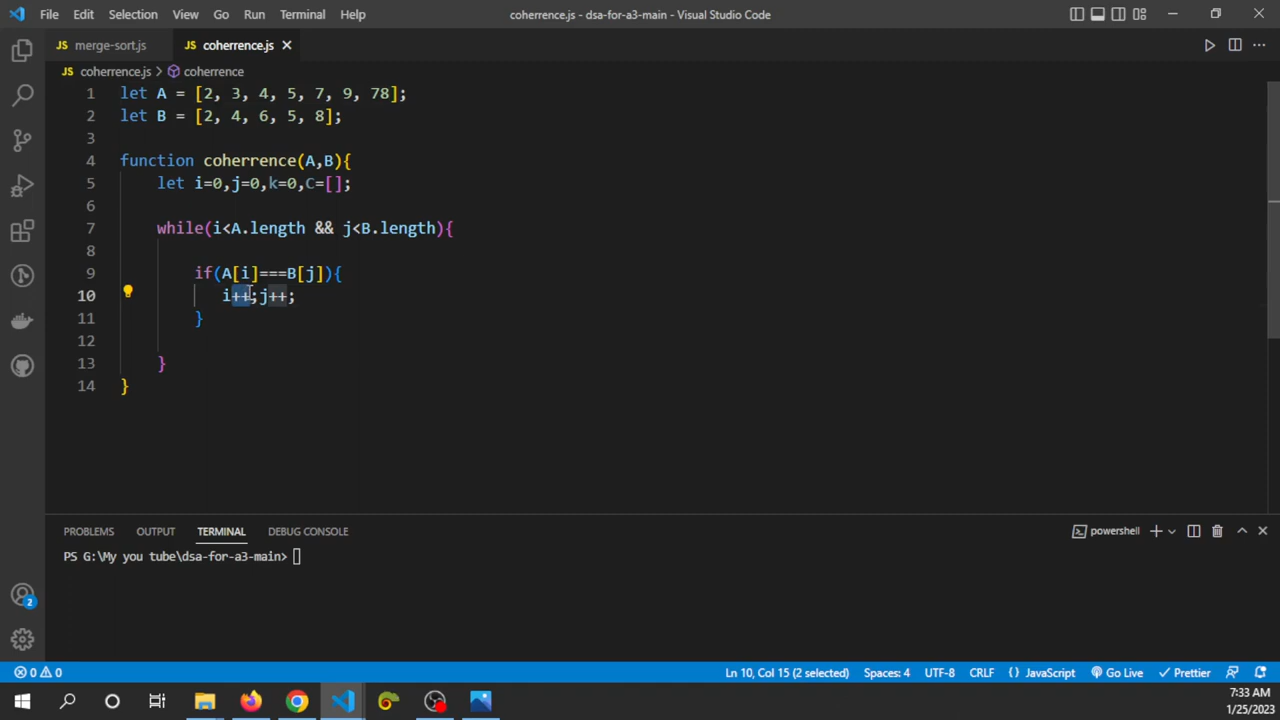 File Edit Selection View Go Run Terminal Help coherrence.js - dsa-for-a3-main - Visual Studio Code
JS merge-sort.js JS coherrence.js
JS coherrence.js > coherrence
1 let A = [2, 3, 4, 5, 7, 9, 78];
2 let B = [2, 4, 6, 5, 8];
3
4 function coherrence(A,B){
5 let i=0,j=0,k=0,C=[];
6
7 while(i<A.length && j<B.length){
8
9 if(A[i]===B[j]){
10 i++;j++;
11 }
12
13 }
14 }
PROBLEMS OUTPUT TERMINAL DEBUG CONSOLE powershell
PS G:\My you tube\dsa-for-a3-main>
2
0 0 Ln 10, Col 15 (2 selected) Spaces: 4 UTF-8 CRLF {} JavaScript Go Live Prettier
7:33 AM
1/25/2023